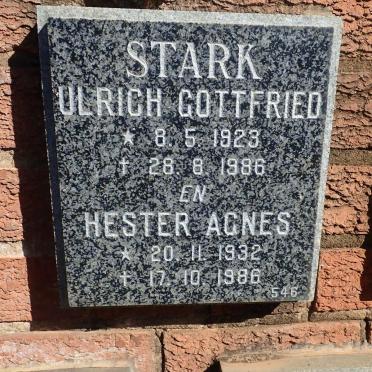 STARK
ULRICH GOTTFRIED
* 8. 5. 1923
† 28. 8. 1986
EN
HESTER AGNES
* 20. 11. 1932
† 17. 10. 1986
546